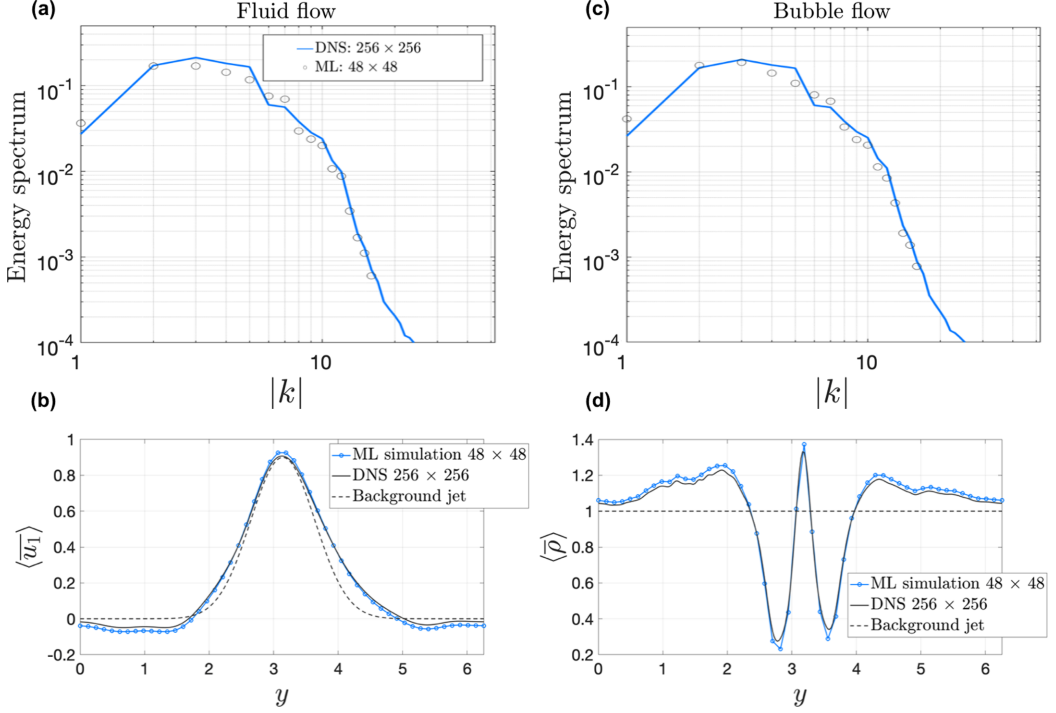 (a)
Fluid flow
DNS: 256 × 256
ML: 48 × 48
Energy spectrum
10⁻¹
10⁻²
10⁻³
10⁻⁴
1
10
|k|
(c)
Bubble flow
Energy spectrum
10⁻¹
10⁻²
10⁻³
10⁻⁴
1
10
|k|
(b)
ML simulation 48 × 48
DNS 256 × 256
Background jet
⟨u̅₁⟩
1
0.8
0.6
0.4
0.2
0
-0.2
0 1 2 3 4 5 6
y
(d)
ML simulation 48 × 48
DNS 256 × 256
Background jet
⟨ρ̅⟩
1.4
1.2
1
0.8
0.6
0.4
0.2
0 1 2 3 4 5 6
y